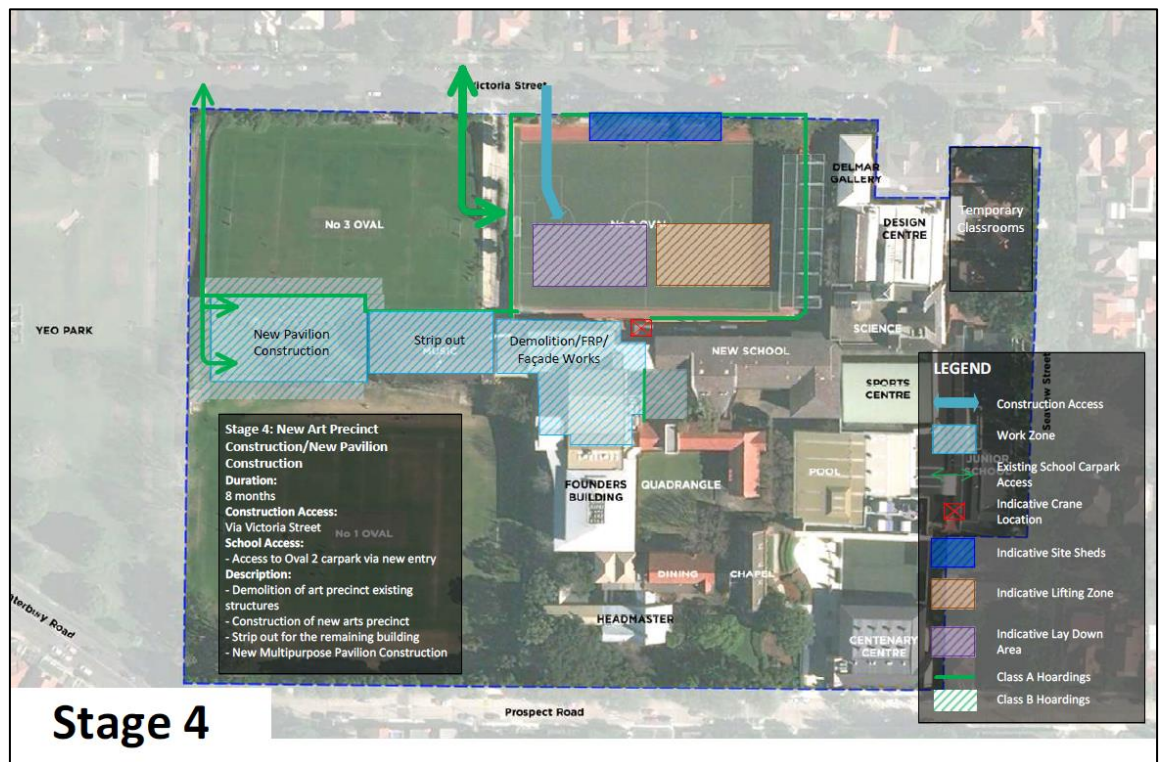 Victoria Street
DELMAR
GALLERY
No 3 OVAL
DESIGN
CENTRE
Temporary
Classrooms
YEO PARK
New Pavilion
Construction
Strip out
MUSIC
Demolition/FRP/
Façade Works
NEW SCHOOL
SCIENCE
SPORTS
CENTRE
Stage 4: New Art Precinct
Construction/New Pavilion
Construction
Duration:
8 months
Construction Access:
Via Victoria Street
School Access:
- Access to Oval 2 carpark via new entry
Description:
- Demolition of art precinct existing
structures
- Construction of new arts precinct
- Strip out for the remaining building
- New Multipurpose Pavilion Construction
No 1 OVAL
FOUNDERS
BUILDING
QUADRANGLE
POOL
JUNIOR
SCHOOL
DINING
CHAPEL
HEADMASTER
CENTENARY
CENTRE
LEGEND
Construction Access
Work Zone
Existing School Carpark
Access
Indicative Crane
Location
Indicative Site Sheds
Indicative Lifting Zone
Indicative Lay Down
Area
Class A Hoardings
Class B Hoardings
Prospect Road
Stage 4